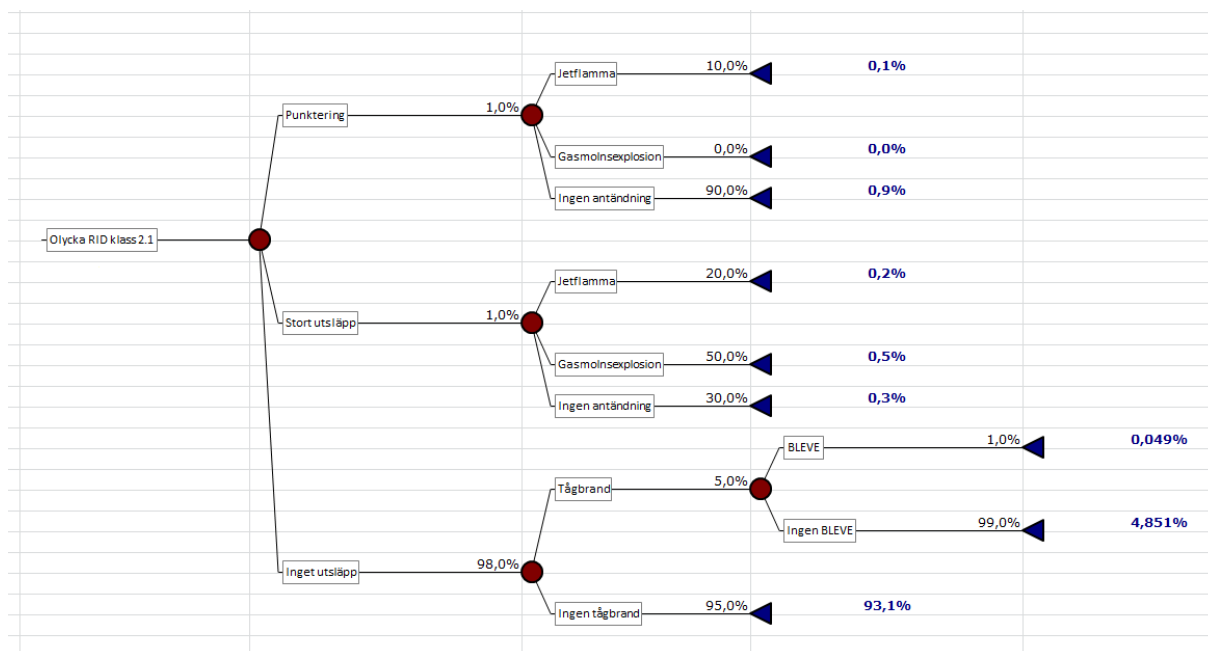 Jetflamma 10,0% 0,1%
Punktering 1,0%
Gasmolnsexplosion 0,0% 0,0%
Ingen antändning 90,0% 0,9%
Olycka RID klass 2.1
Jetflamma 20,0% 0,2%
Stort utsläpp 1,0%
Gasmolnsexplosion 50,0% 0,5%
Ingen antändning 30,0% 0,3%
BLEVE 1,0% 0,049%
Tågbrand 5,0%
Ingen BLEVE 99,0% 4,851%
Inget utsläpp 98,0%
Ingen tågbrand 95,0% 93,1%